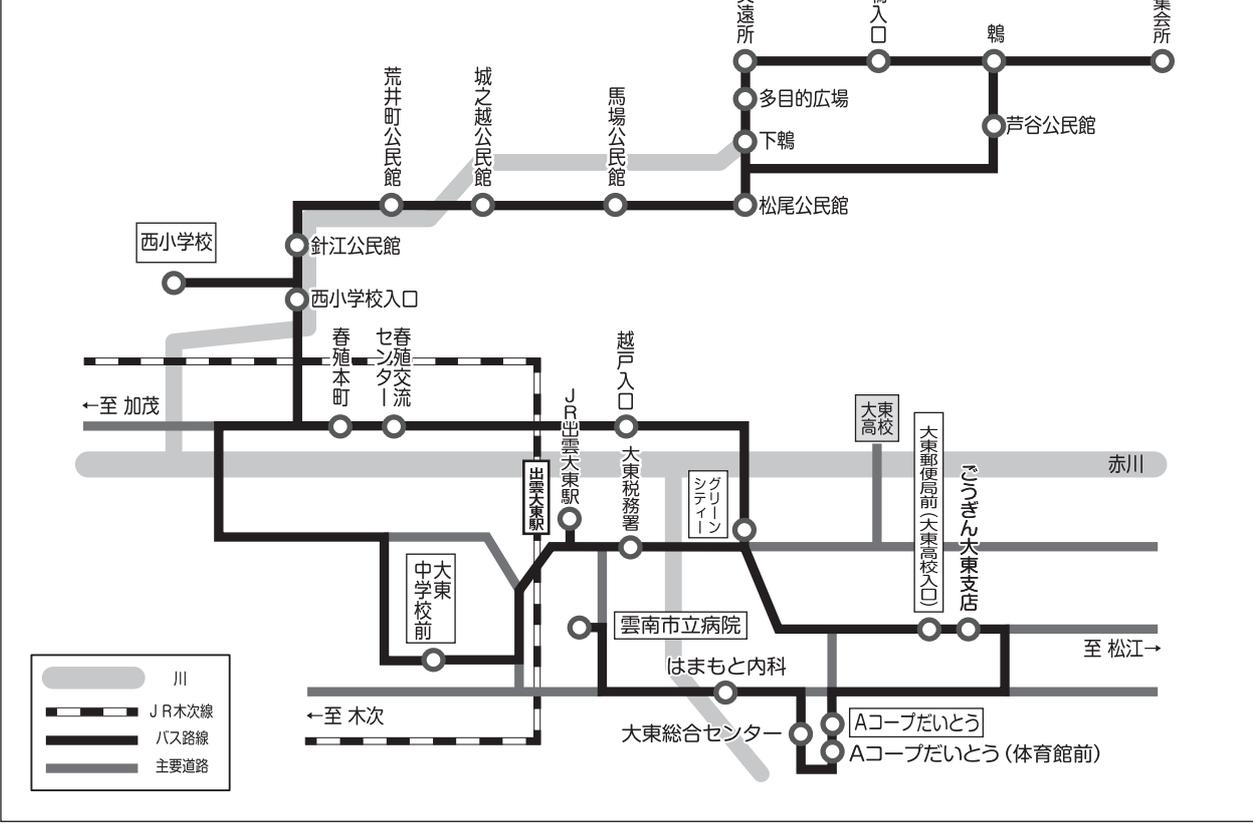 遠所
入口
鵯
集会所
多目的広場
下鵯
芦谷公民館
荒井町公民館
城之越公民館
馬場公民館
松尾公民館
西小学校
針江公民館
西小学校入口
春殖本町
春殖交流
センター
越戸入口
←至 加茂
JR出雲大東駅
出雲大東駅
大東税務署
グリーン
シティー
大東
高校
大東郵便局前（大東高校入口）
ごうぎん大東支店
赤川
大東
中学校前
雲南市立病院
はまもと内科
至 松江→
←至 木次
大東総合センター
Aコープだいとう
Aコープだいとう（体育館前）
川
JR木次線
バス路線
主要道路